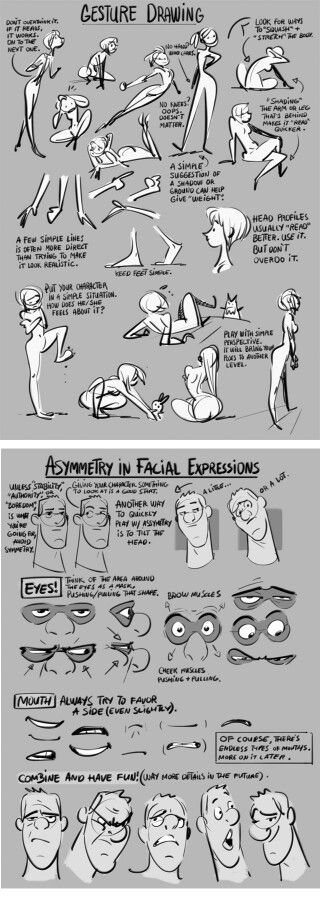 GESTURE DRAWING
DON'T OVERTHINK IT.
IF IT READS,
IT WORKS.
ON TO THE
NEXT ONE.
NO HAND?
WHO CARES.
LOOK FOR WAYS
TO "SQUASH" +
"STRETCH" THE BODY.
NO KNEES?
OOPS.
DOESN'T
MATTER.
"SHADING"
THE ARM OR LEG
THAT'S BEHIND
MAKES IT "READ"
QUICKER.
A SIMPLE
SUGGESTION OF
A SHADOW OR
GROUND CAN HELP
GIVE "WEIGHT".
A FEW SIMPLE LINES
IS OFTEN MORE DIRECT
THAN TRYING TO MAKE
IT LOOK REALISTIC.
KEEP FEET SIMPLE.
HEAD PROFILES
USUALLY "READ"
BETTER. USE IT.
BUT DON'T
OVERDO IT.
PUT YOUR CHARACTER
IN A SIMPLE SITUATION.
HOW DOES HE/SHE
FEELS ABOUT IT?
PLAY WITH SIMPLE
PERSPECTIVE.
IT WILL BRING YOUR
POSES TO ANOTHER
LEVEL.
ASYMMETRY IN FACIAL EXPRESSIONS
UNLESS "STABILITY,"
"AUTHORITY" OR
"BOREDOM"
IS WHAT
YOU'RE
GOING FOR,
AVOID
SYMMETRY.
GIVING YOUR CHARACTER SOMETHING
TO LOOK AT IS A GOOD START.
ANOTHER WAY
TO QUICKLY
PLAY W/ ASYMETRY
IS TO TILT THE
HEAD.
A LITTLE...
OR A LOT.
EYES!
THINK OF THE AREA AROUND
THE EYES AS A MASK,
PUSHING/PULLING THAT SHAPE.
BROW MUSCLES
CHEEK MUSCLES
PUSHING + PULLING.
MOUTH
ALWAYS TRY TO FAVOR
A SIDE (EVEN SLIGHTLY).
OF COURSE, THERE'S
ENDLESS TYPES OF MOUTHS.
MORE ON IT LATER.
COMBINE AND HAVE FUN! (WAY MORE DETAILS IN THE FUTURE).